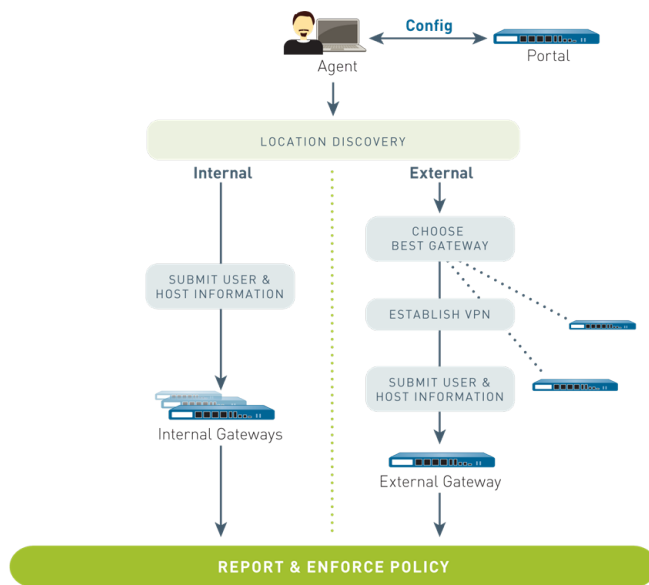 Config
Agent
Portal
LOCATION DISCOVERY
Internal
External
CHOOSE
BEST GATEWAY
SUBMIT USER &
HOST INFORMATION
ESTABLISH VPN
SUBMIT USER &
HOST INFORMATION
Internal Gateways
External Gateway
REPORT & ENFORCE POLICY